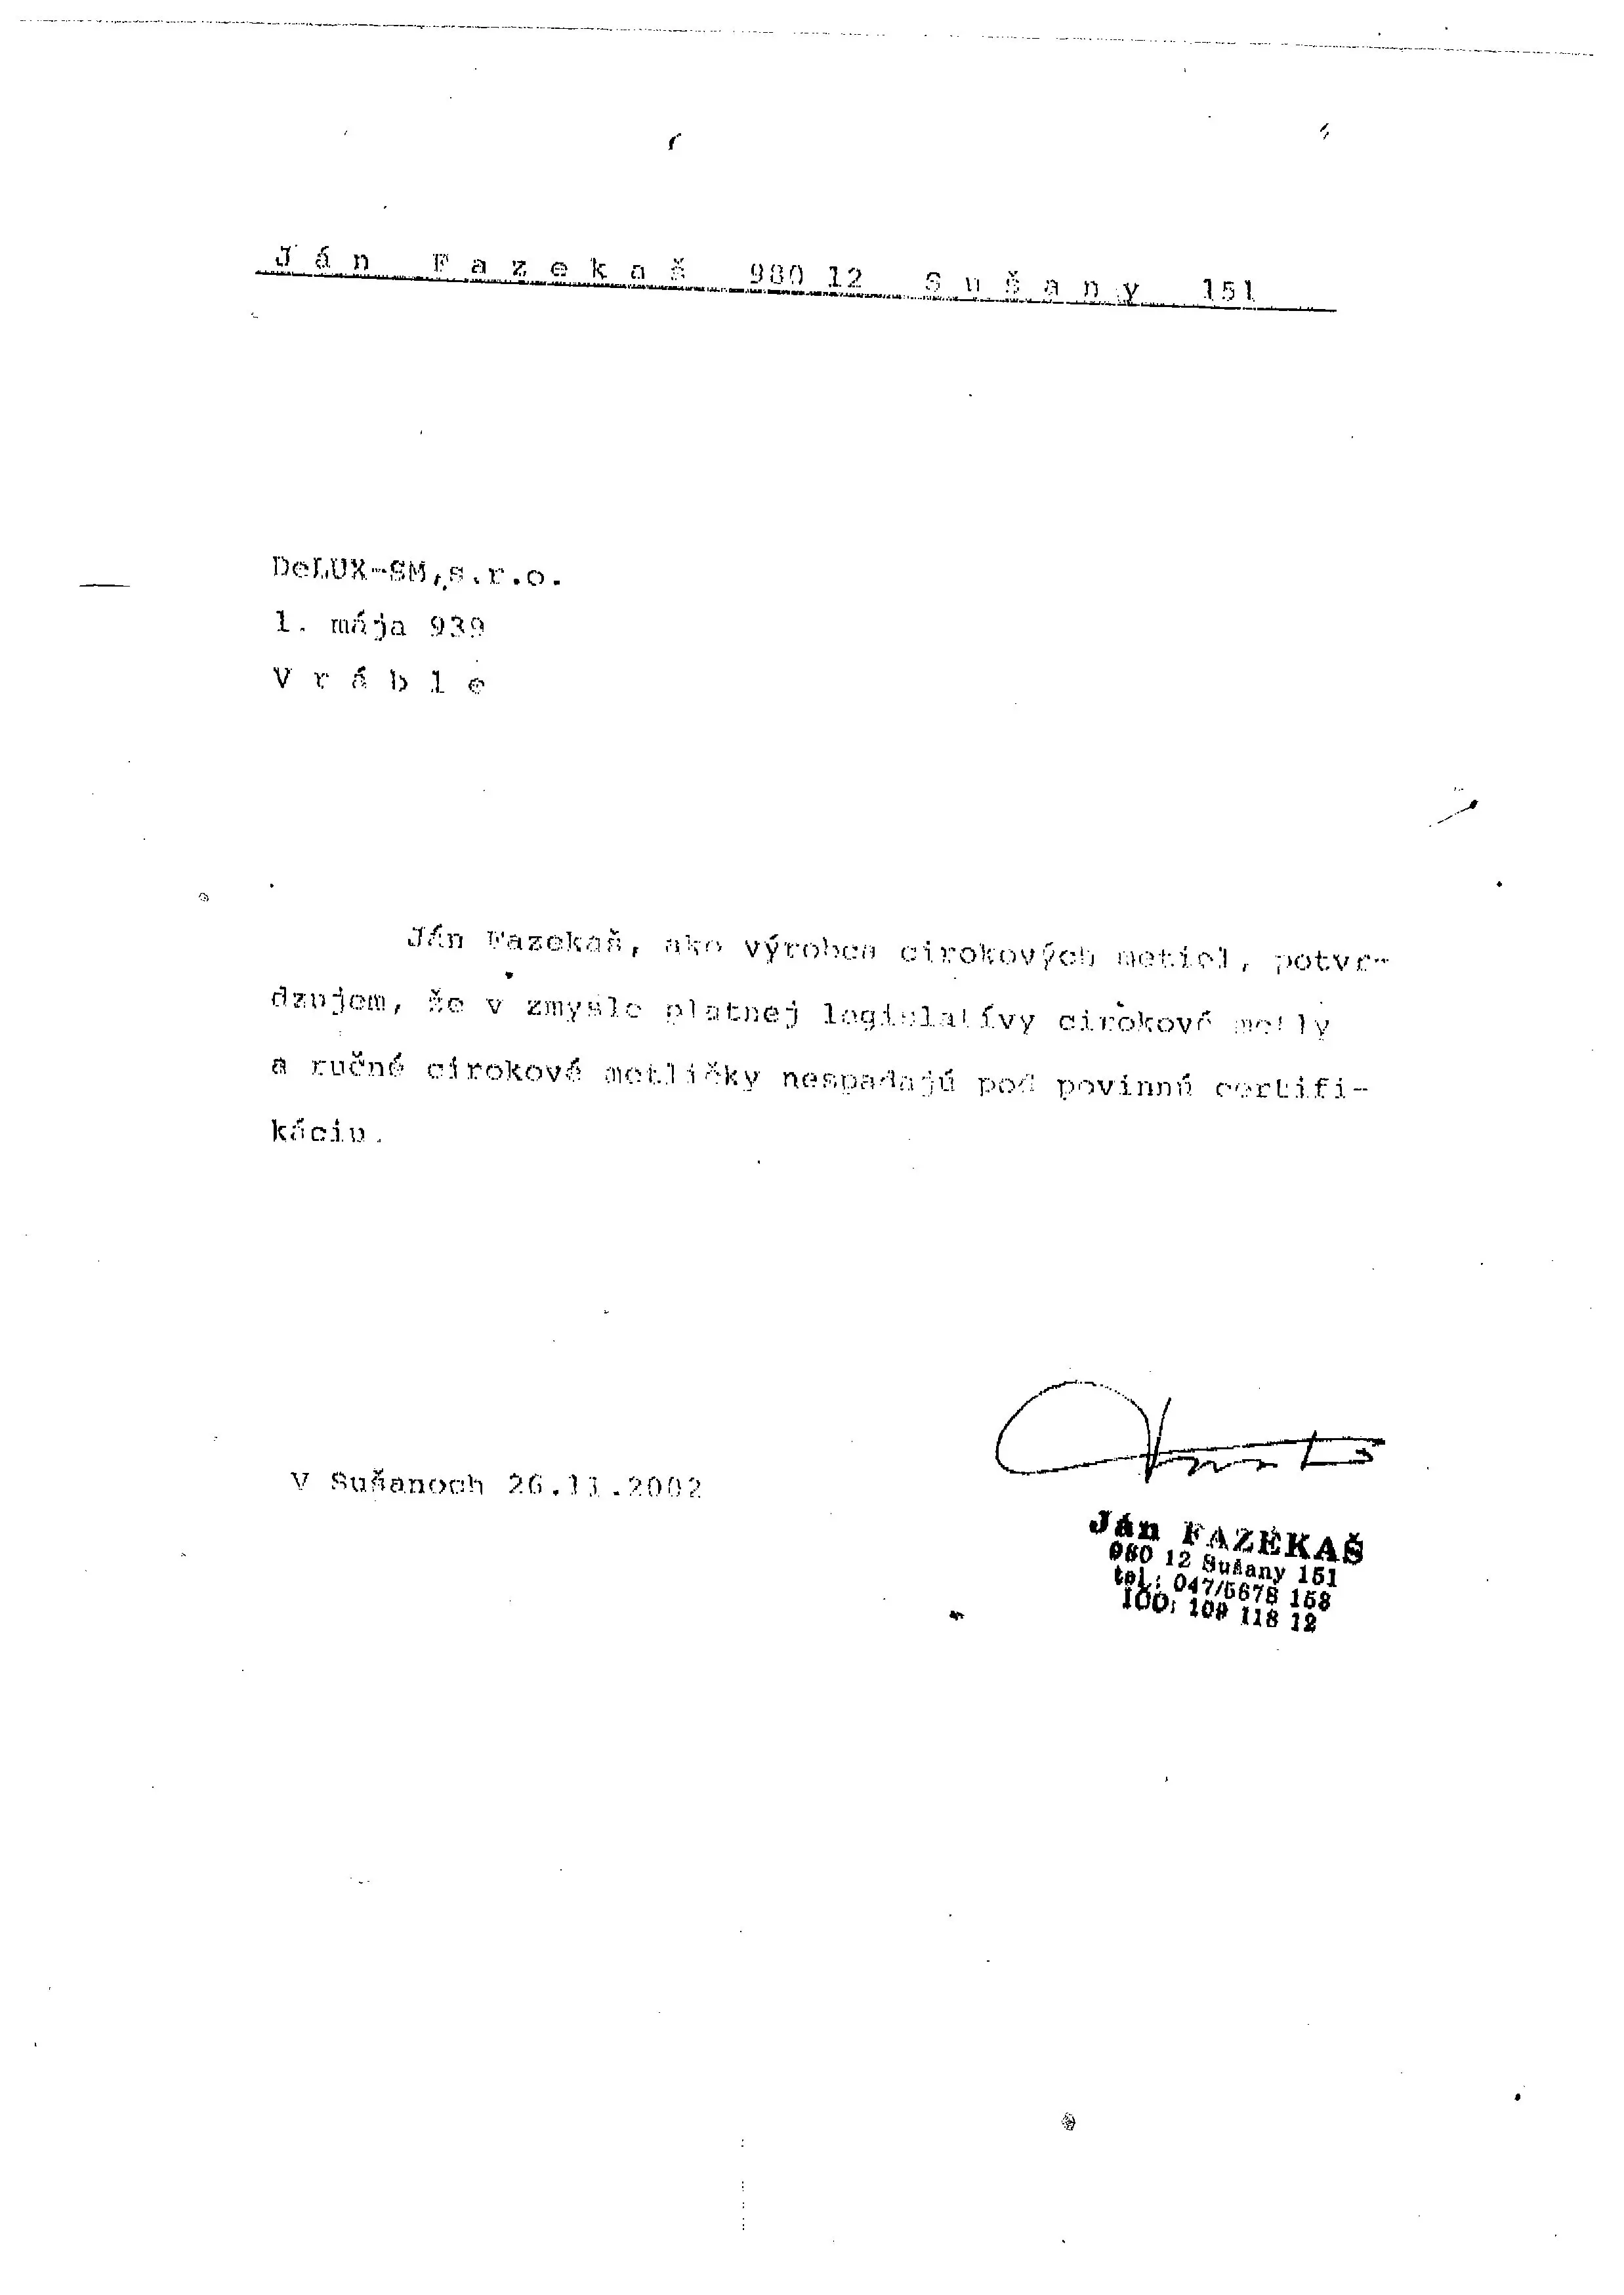 Ján Fazekaš 980 12 Sušany 151
DeLUX-SM,s.r.o.
1. mája 939
Vráble
Ján Fazekaš, ako výrobca cirokových metiel, potvr-
dzujem, že v zmysle platnej legislatívy cirokové metly
a ručné cirokové metličky nespadajú pod povinnú certifi-
káciu.
V Sušanoch 26.11.2002
Ján FAZEKAŠ
980 12 Sušany 151
tel.: 047/5678 158
IČO: 109 118 12